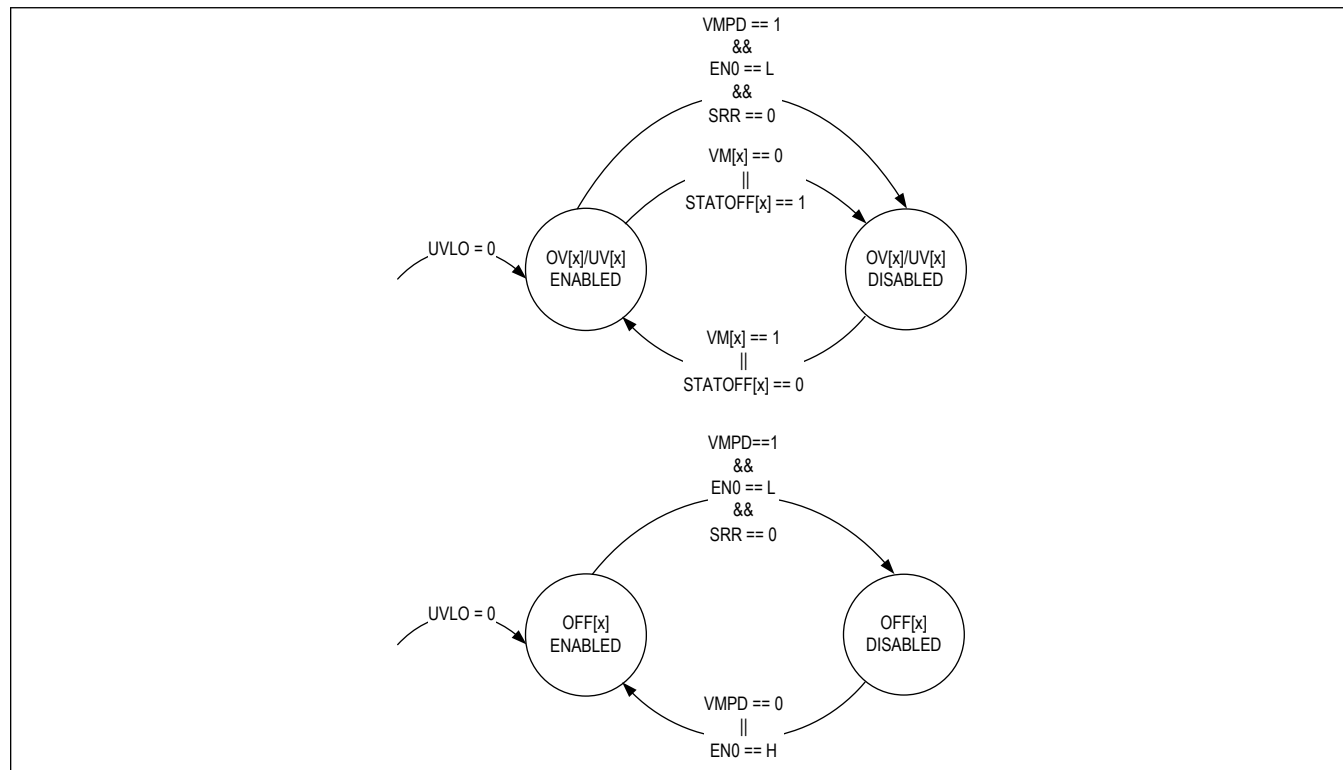 VMPD == 1
&&
EN0 == L
&&
SRR == 0
VM[x] == 0
||
STATOFF[x] == 1
UVLO = 0
OV[x]/UV[x]
ENABLED
OV[x]/UV[x]
DISABLED
VM[x] == 1
||
STATOFF[x] == 0
VMPD==1
&&
EN0 == L
&&
SRR == 0
UVLO = 0
OFF[x]
ENABLED
OFF[x]
DISABLED
VMPD == 0
||
EN0 == H